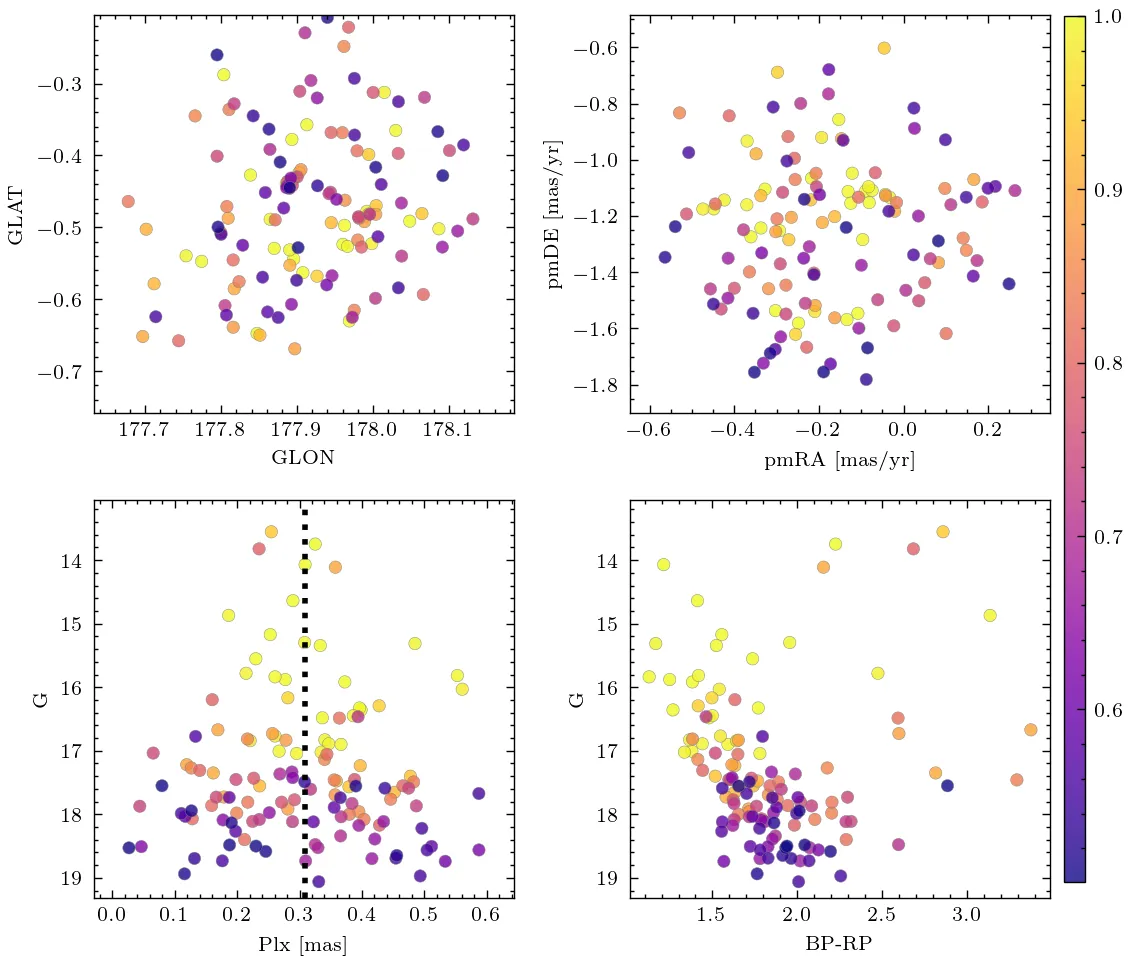 −0.3
−0.4
−0.5
−0.6
−0.7
GLAT
177.7 177.8 177.9 178.0 178.1
GLON
−0.6
−0.8
−1.0
−1.2
−1.4
−1.6
−1.8
pmDE [mas/yr]
−0.6 −0.4 −0.2 0.0 0.2
pmRA [mas/yr]
1.0
0.9
0.8
0.7
0.6
14
15
16
17
18
19
G
0.0 0.1 0.2 0.3 0.4 0.5 0.6
Plx [mas]
14
15
16
17
18
19
G
1.5 2.0 2.5 3.0
BP-RP